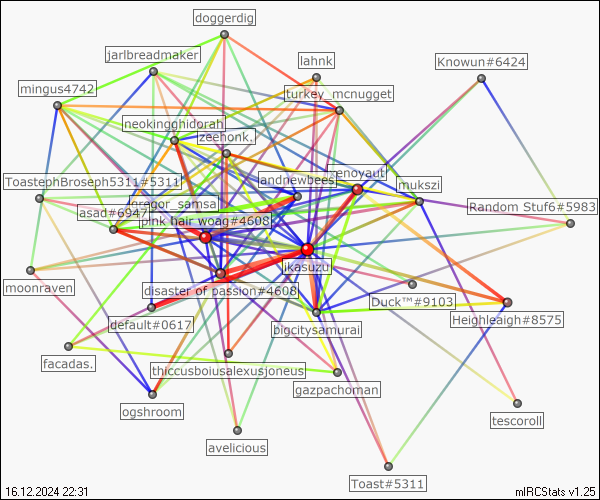 doggerdig
jarlbreadmaker
lahnk
Knowun#6424
mingus4742
turkey_mcnugget
neokingghidorah
zeehonk.
xenoyaut
ToastephBroseph5311#5311
andnewbees
mukszi
gregor_samsa
Random Stuf6#5983
asad#6947
pink hair woag#4608
ikasuzu
moonraven
disaster of passion#4608
Duck™#9103
default#0617
bigcitysamurai
Heighleaigh#8575
facadas.
thiccusboiusalexusjoneus
gazpachoman
ogshroom
tescoroll
avelicious
Toast#5311
16.12.2024 22:31
mIRCStats v1.25